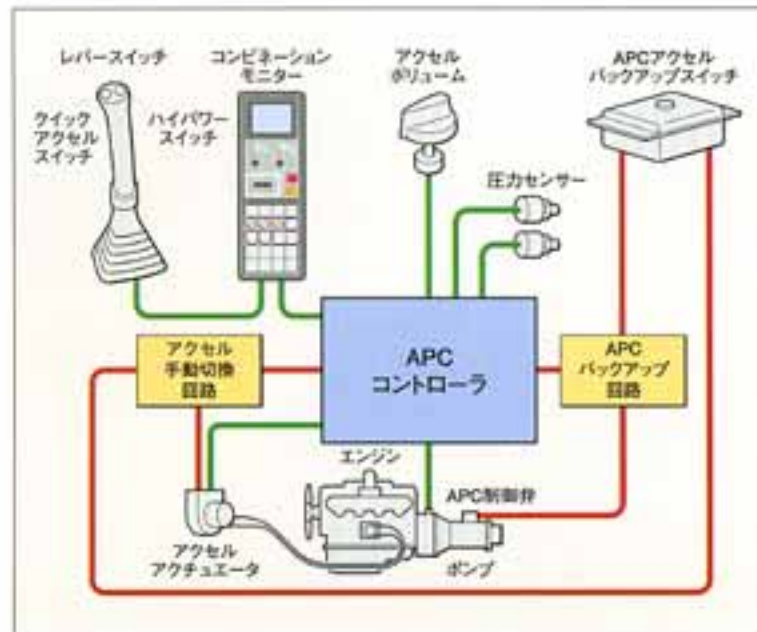 レバースイッチ
コンビネーション
モニター
アクセル
ボリューム
APCアクセル
バックアップスイッチ
クイック
アクセル
スイッチ
ハイパワー
スイッチ
圧力センサー
アクセル
手動切換
回路
APC
コントローラ
APC
バックアップ
回路
エンジン
APC制御弁
アクセル
アクチュエータ
ポンプ